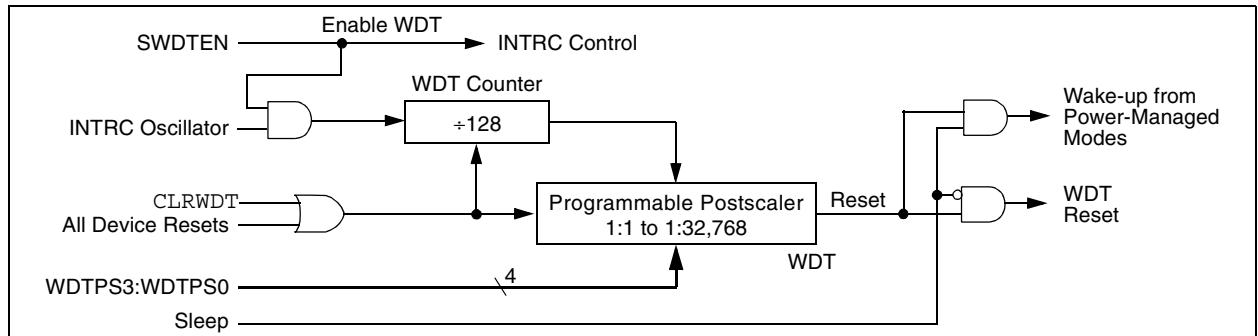 Enable WDT
SWDTEN
INTRC Control
WDT Counter
÷128
INTRC Oscillator
Wake-up from
Power-Managed
Modes
CLRWDT
All Device Resets
Programmable Postscaler
1:1 to 1:32,768
Reset
WDT
WDT
Reset
4
WDTPS3:WDTPS0
Sleep